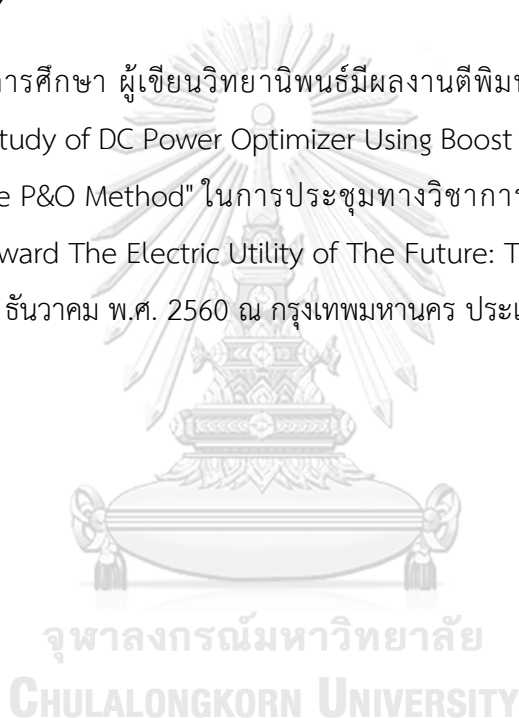 ารศึกษา ผู้เขียนวิทยานิพนธ์มีผลงานตีพิม
tudy of DC Power Optimizer Using Boost
e P&O Method" ในการประชุมทางวิชาการ
ward The Electric Utility of The Future: T
ธันวาคม พ.ศ. 2560 ณ กรุงเทพมหานคร ประเ
จุฬาลงกรณ์มหาวิทยาลัย
CHULALONGKORN UNIVERSITY